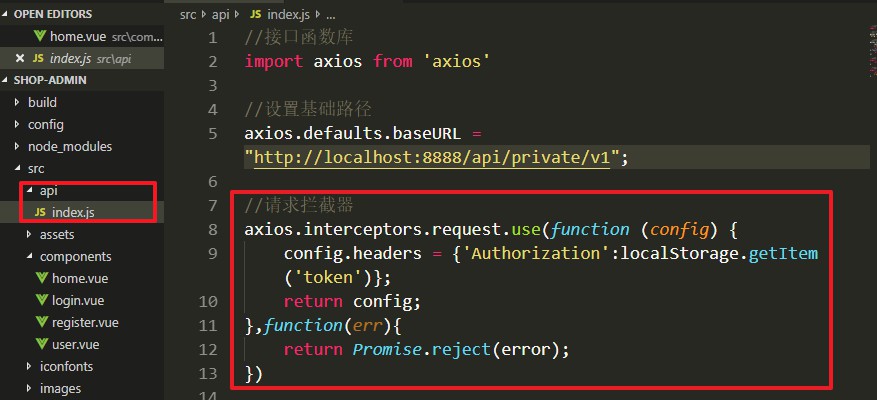 OPEN EDITORS
home.vue src\com...
JS index.js src\api
SHOP-ADMIN
build
config
node_modules
src
api
JS index.js
assets
components
home.vue
login.vue
register.vue
user.vue
iconfonts
images
src › api › JS index.js › ...
1 //接口函数库
2 import axios from 'axios'
3
4 //设置基础路径
5 axios.defaults.baseURL =
"http://localhost:8888/api/private/v1";
6
7 //请求拦截器
8 axios.interceptors.request.use(function (config) {
9 config.headers = {'Authorization':localStorage.getItem
('token')};
10 return config;
11 },function(err){
12 return Promise.reject(error);
13 })
14